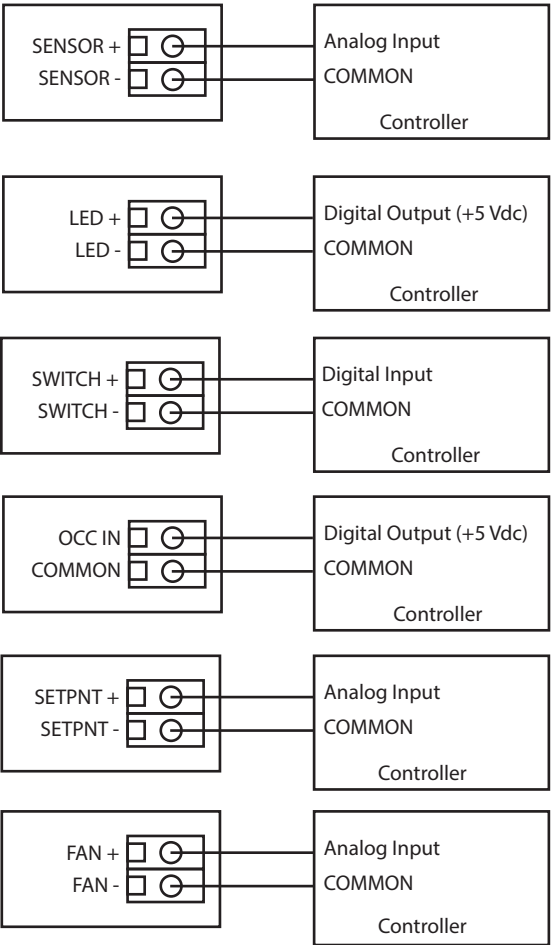 SENSOR +
SENSOR -
Analog Input
COMMON
Controller
LED +
LED -
Digital Output (+5 Vdc)
COMMON
Controller
SWITCH +
SWITCH -
Digital Input
COMMON
Controller
OCC IN
COMMON
Digital Output (+5 Vdc)
COMMON
Controller
SETPNT +
SETPNT -
Analog Input
COMMON
Controller
FAN +
FAN -
Analog Input
COMMON
Controller